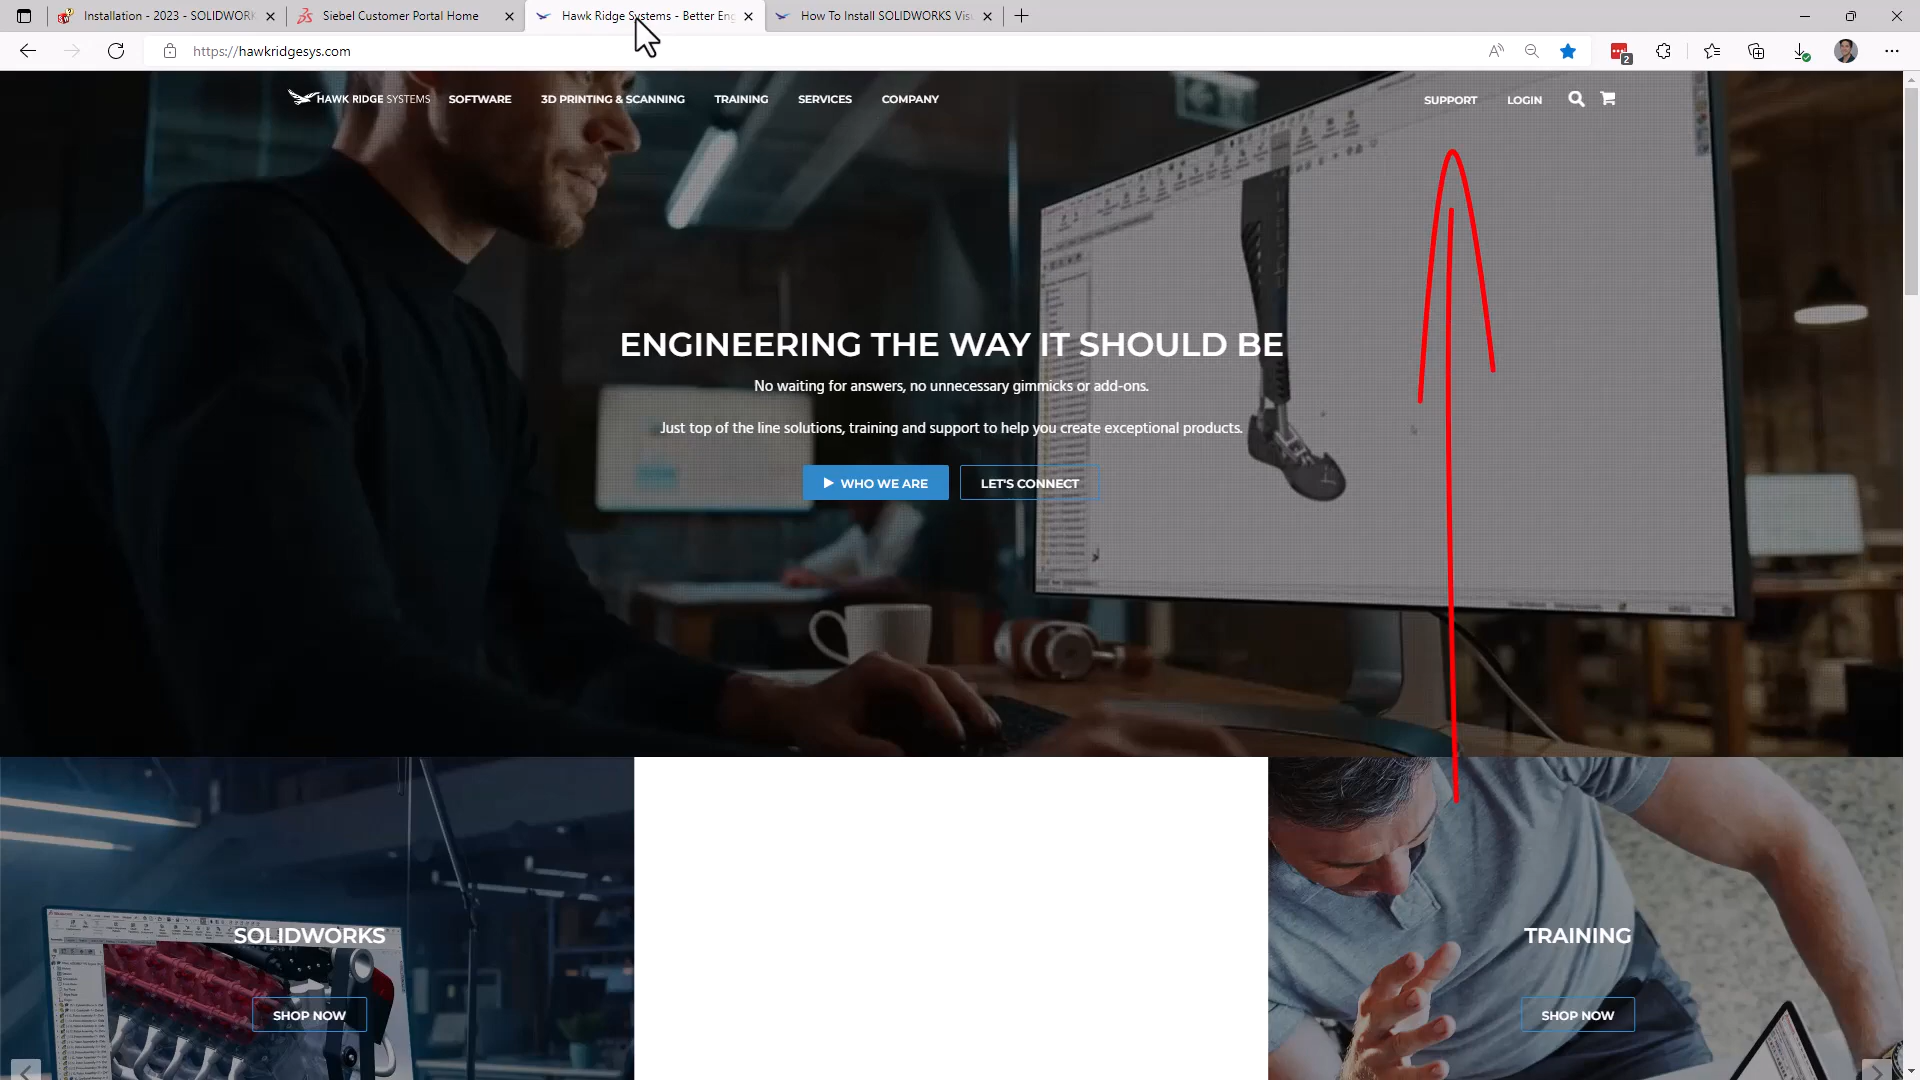 Installation - 2023 - SOLIDWORK
Siebel Customer Portal Home
Hawk Ridge Systems - Better Eng
How To Install SOLIDWORKS Vis
https://hawkridgesys.com
2
HAWK RIDGE SYSTEMS
SOFTWARE
3D PRINTING & SCANNING
TRAINING
SERVICES
COMPANY
SUPPORT
LOGIN
ENGINEERING THE WAY IT SHOULD BE
No waiting for answers, no unnecessary gimmicks or add-ons.
Just top of the line solutions, training and support to help you create exceptional products.
WHO WE ARE
LET'S CONNECT
SOLIDWORKS
SHOP NOW
TRAINING
SHOP NOW